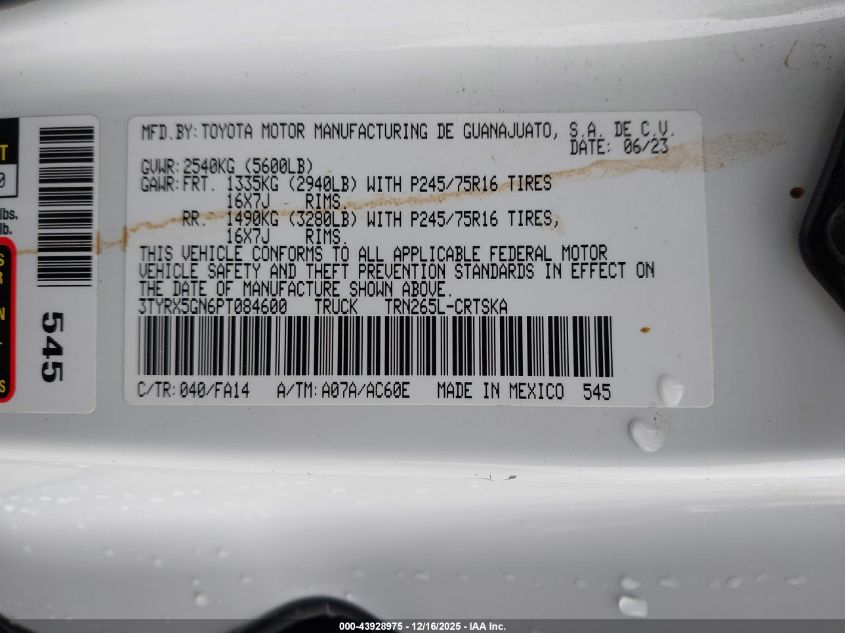 MFD.BY:TOYOTA MOTOR MANUFACTURING DE GUANAJUATO, S.A. DE C.V.
DATE: 06/23
GVWR:2540KG (5600LB)
GAWR:FRT. 1335KG (2940LB) WITH P245/75R16 TIRES
16X7J RIMS.
RR. 1490KG (3280LB) WITH P245/75R16 TIRES,
16X7J RIMS.
THIS VEHICLE CONFORMS TO ALL APPLICABLE FEDERAL MOTOR
VEHICLE SAFETY AND THEFT PREVENTION STANDARDS IN EFFECT ON
THE DATE OF MANUFACTURE SHOWN ABOVE.
3TYRX5GN6PT084600 TRUCK TRN265L-CRTSKA
C/TR:040/FA14 A/TM:A07A/AC60E MADE IN MEXICO 545
lbs.
lb.
545
000-43928975 - 12/16/2025 - IAA Inc.